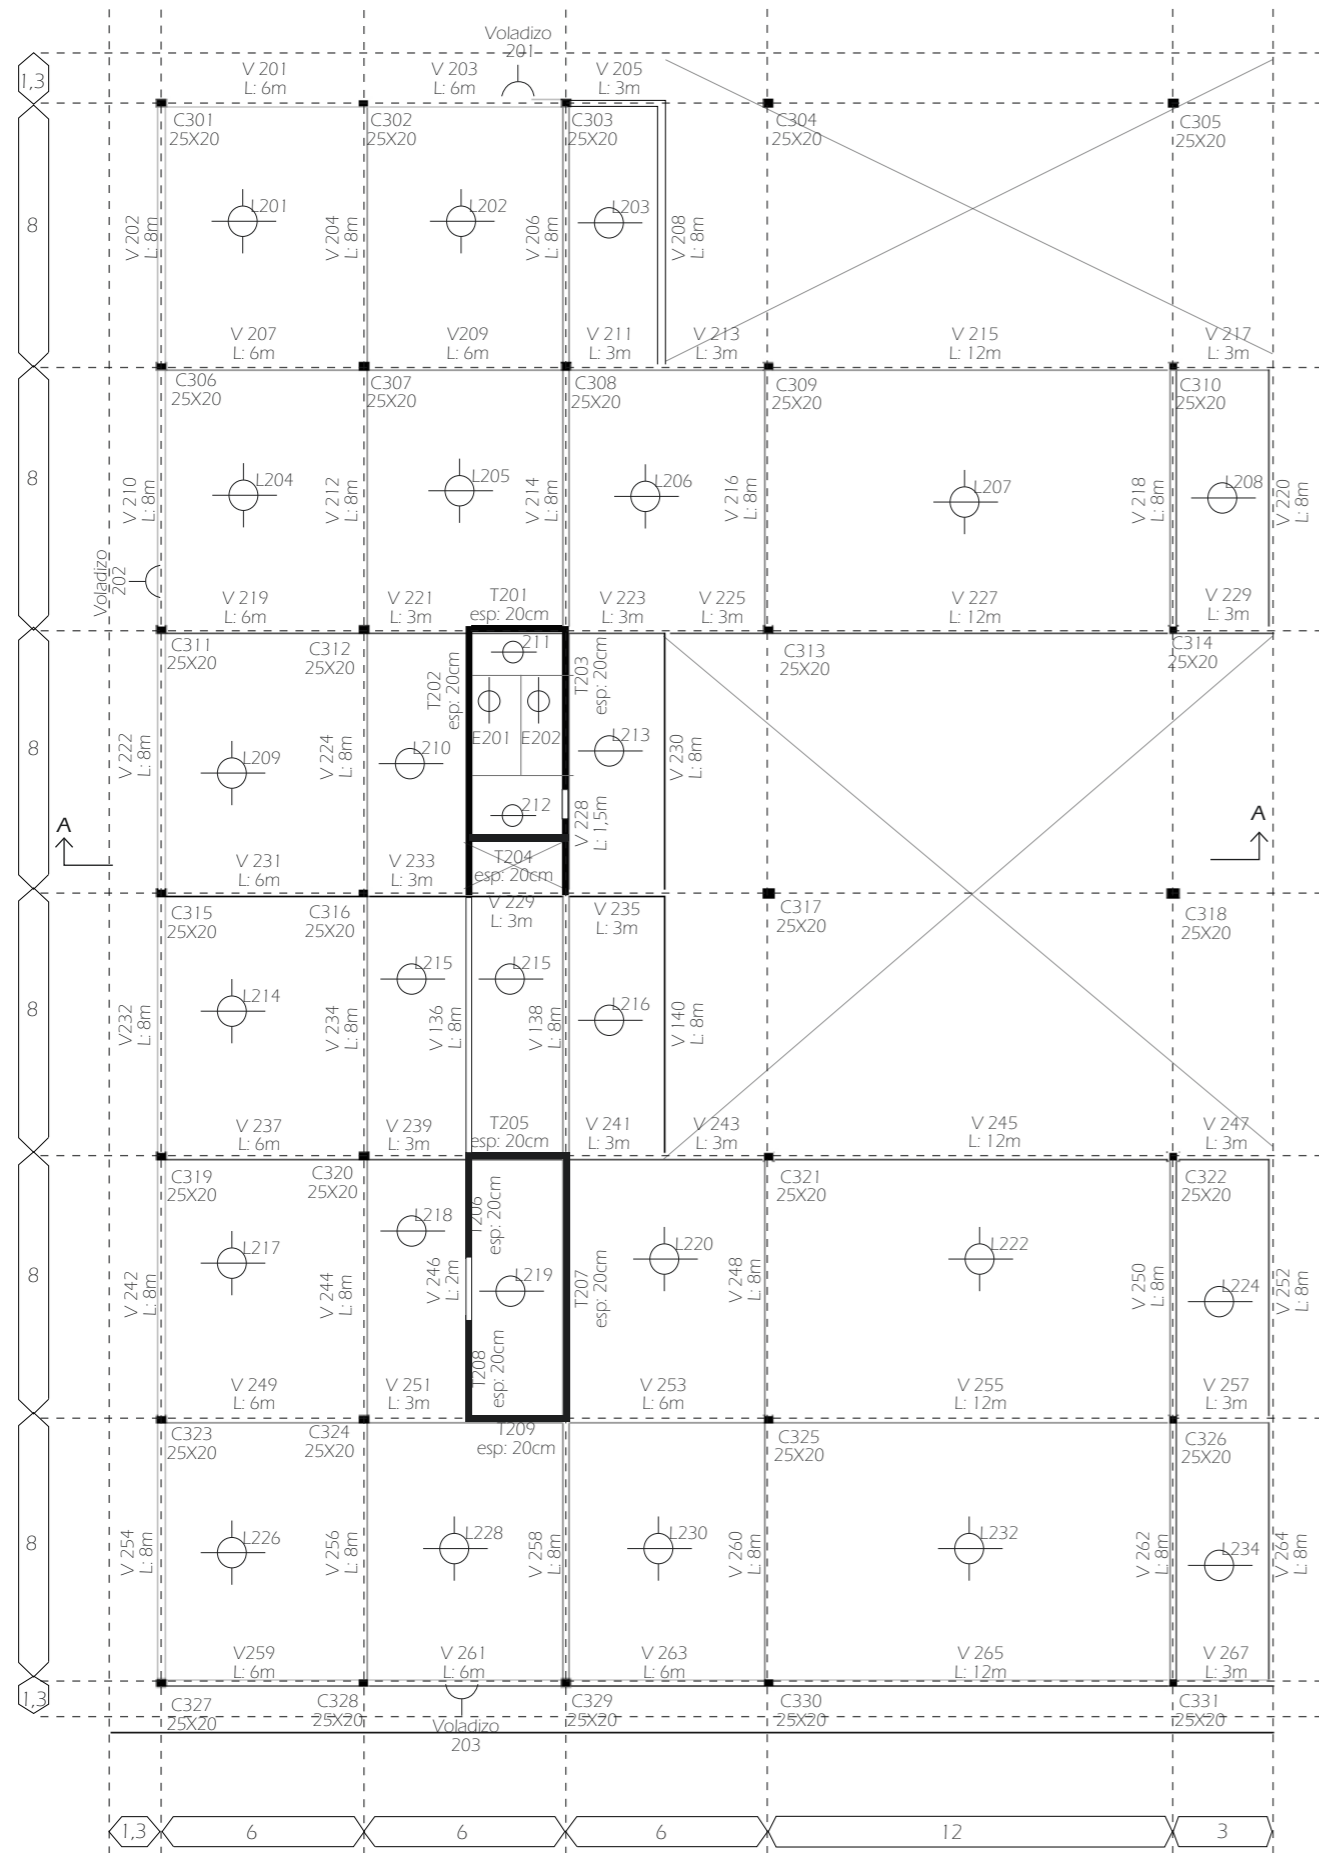 Voladizo
201
V 201
L: 6m
V 203
L: 6m
V 205
L: 3m
1,3
C301
25X20
C302
25X20
C303
25X20
C304
25X20
C305
25X20
8
V 202
L: 8m
L201
V 204
L: 8m
L202
V 206
L: 8m
L203
V 208
L: 8m
V 207
L: 6m
V209
L: 6m
V 211
L: 3m
V 213
L: 3m
V 215
L: 12m
V 217
L: 3m
C306
25X20
C307
25X20
C308
25X20
C309
25X20
C310
25X20
8
V 210
L: 8m
L204
V 212
L: 8m
L205
V 214
L: 8m
L206
V 216
L: 8m
L207
V 218
L: 8m
L208
V 220
L: 8m
Voladizo
202
V 219
L: 6m
V 221
L: 3m
T201
esp: 20cm
V 223
L: 3m
V 225
L: 3m
V 227
L: 12m
V 229
L: 3m
C311
25X20
C312
25X20
C313
25X20
C314
25X20
8
V 222
L: 8m
L209
V 224
L: 8m
L210
T202
esp: 20cm
211
E201
E202
212
T203
esp: 20cm
L213
V 228
L: 1,5m
V 230
L: 8m
A
A
V 231
L: 6m
V 233
L: 3m
T204
esp: 20cm
C315
25X20
C316
25X20
V 229
L: 3m
V 235
L: 3m
C317
25X20
C318
25X20
8
V232
L: 8m
L214
V 234
L: 8m
L215
V 136
L: 8m
L215
V 138
L: 8m
L216
V 140
L: 8m
V 237
L: 6m
V 239
L: 3m
T205
esp: 20cm
V 241
L: 3m
V 243
L: 3m
V 245
L: 12m
V 247
L: 3m
C319
25X20
C320
25X20
C321
25X20
C322
25X20
8
V 242
L: 8m
L217
V 244
L: 8m
L218
V 246
L: 2m
T206
esp: 20cm
L219
T208
esp: 20cm
T207
esp: 20cm
L220
V 248
L: 8m
L222
V 250
L: 8m
L224
V 252
L: 8m
V 249
L: 6m
V 251
L: 3m
V 253
L: 6m
V 255
L: 12m
V 257
L: 3m
C323
25X20
C324
25X20
T209
esp: 20cm
C325
25X20
C326
25X20
8
V 254
L: 8m
L226
V 256
L: 8m
L228
V 258
L: 8m
L230
V 260
L: 8m
L232
V 262
L: 8m
L234
V 264
L: 8m
V259
L: 6m
V 261
L: 6m
V 263
L: 6m
V 265
L: 12m
V 267
L: 3m
1,3
C327
25X20
C328
25X20
C329
25X20
C330
25X20
C331
25X20
Voladizo
203
1,3
6
6
6
12
3